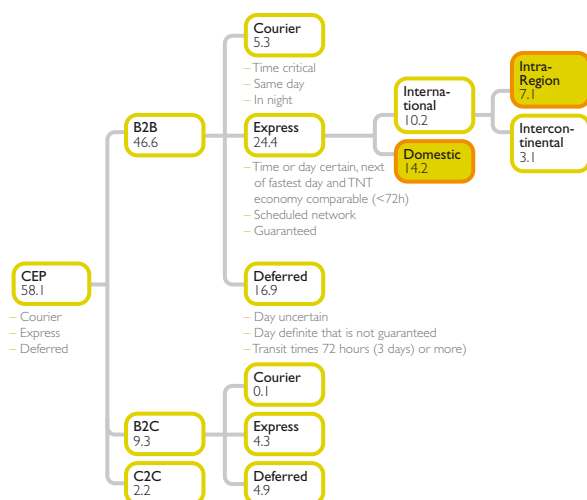 Courier
5.3
– Time critical
– Same day
– In night
B2B
46.6
Express
24.4
– Time or day certain, next
of fastest day and TNT
economy comparable (<72h)
– Scheduled network
– Guaranteed
Interna-
tional
10.2
Domestic
14.2
Intra-
Region
7.1
Intercon-
tinental
3.1
CEP
58.1
– Courier
– Express
– Deferred
Deferred
16.9
– Day uncertain
– Day definite that is not guaranteed
– Transit times 72 hours (3 days) or more)
B2C
9.3
Courier
0.1
Express
4.3
Deferred
4.9
C2C
2.2